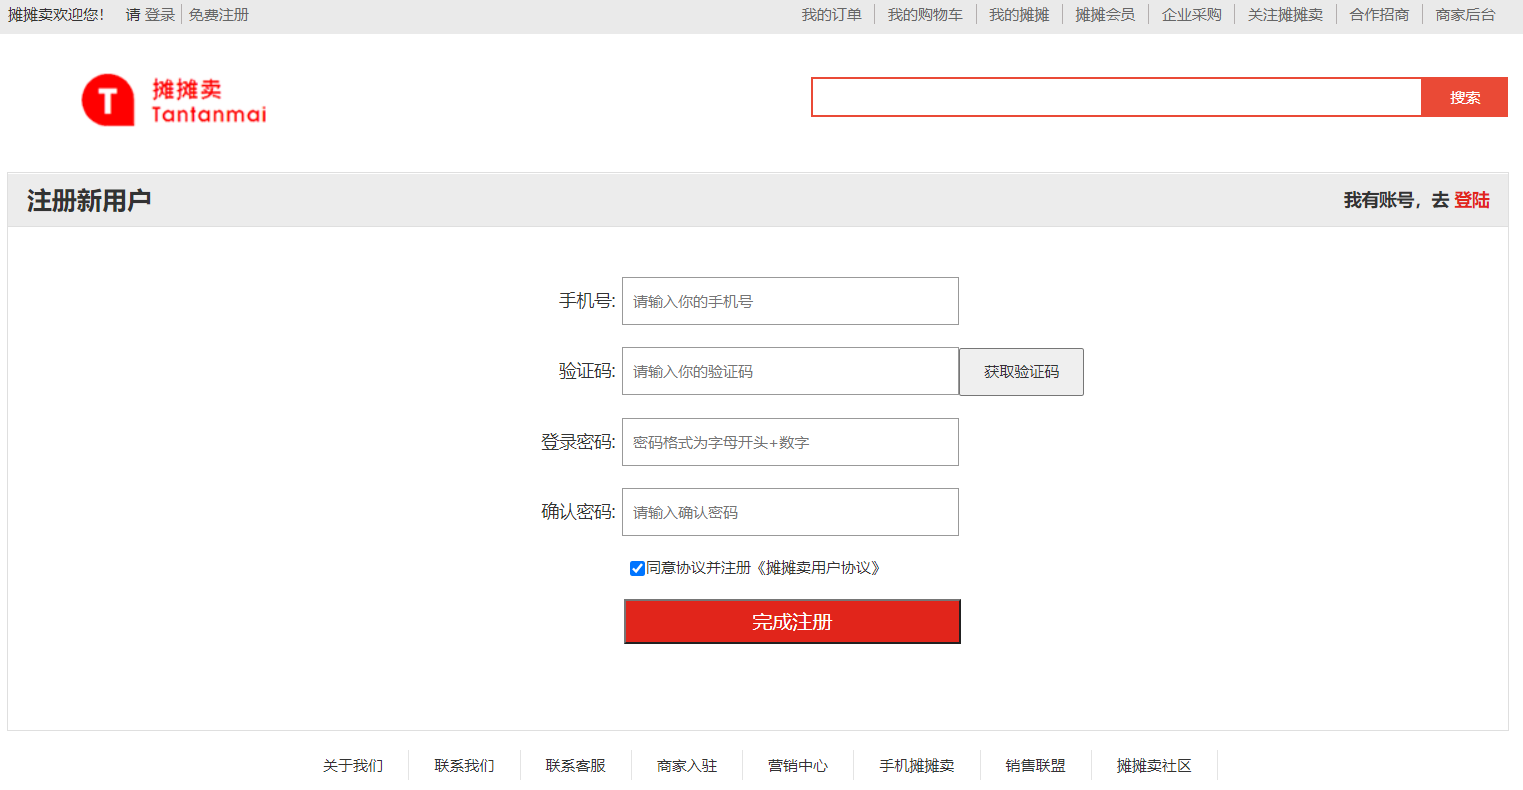 摊摊卖欢迎您! 请 登录 免费注册 我的订单 我的购物车 我的摊摊 摊摊会员 企业采购 关注摊摊卖 合作招商 商家后台
T 摊摊卖
Tantanmai
搜索
注册新用户 我有账号，去 登陆
手机号: 请输入你的手机号
验证码: 请输入你的验证码 获取验证码
登录密码: 密码格式为字母开头+数字
确认密码: 请输入确认密码
同意协议并注册《摊摊卖用户协议》
完成注册
关于我们 联系我们 联系客服 商家入驻 营销中心 手机摊摊卖 销售联盟 摊摊卖社区